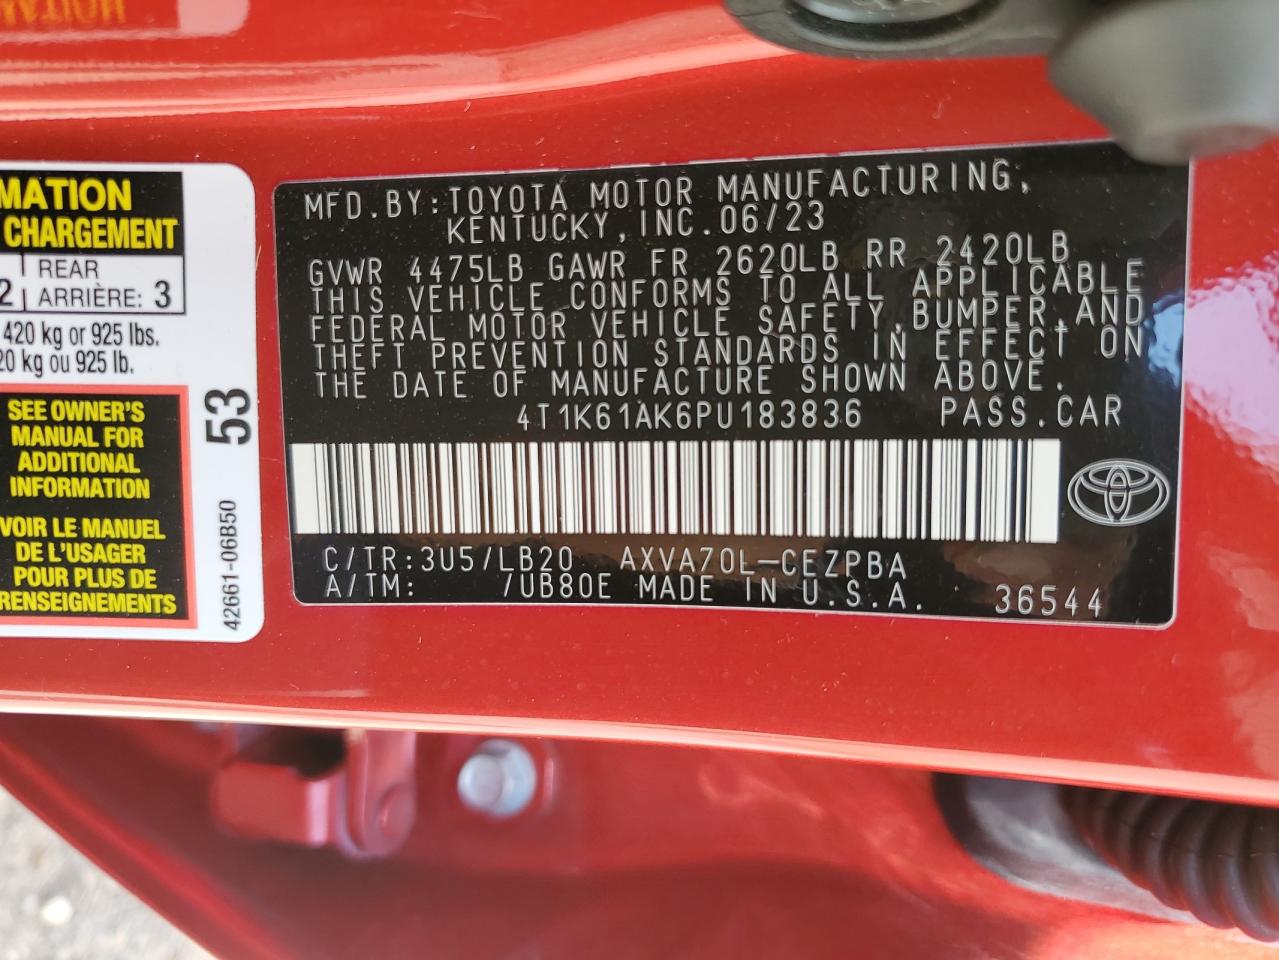 MATION
CHARGEMENT
2 REAR
ARRIÈRE: 3
420 kg or 925 lbs.
20 kg ou 925 lb.
SEE OWNER'S
MANUAL FOR
ADDITIONAL
INFORMATION
VOIR LE MANUEL
DE L'USAGER
POUR PLUS DE
RENSEIGNEMENTS
53
42661-06B50
MFD.BY:TOYOTA MOTOR MANUFACTURING,
KENTUCKY,INC.06/23
GVWR 4475LB GAWR FR 2620LB RR 2420LB
THIS VEHICLE CONFORMS TO ALL APPLICABLE
FEDERAL MOTOR VEHICLE SAFETY,BUMPER,AND
THEFT PREVENTION STANDARDS IN EFFECT ON
THE DATE OF MANUFACTURE SHOWN ABOVE.
4T1K61AK6PU183836 PASS.CAR
C/TR:3U5/LB20 AXVA70L-CEZPBA
A/TM: /UB80E MADE IN U.S.A. 36544